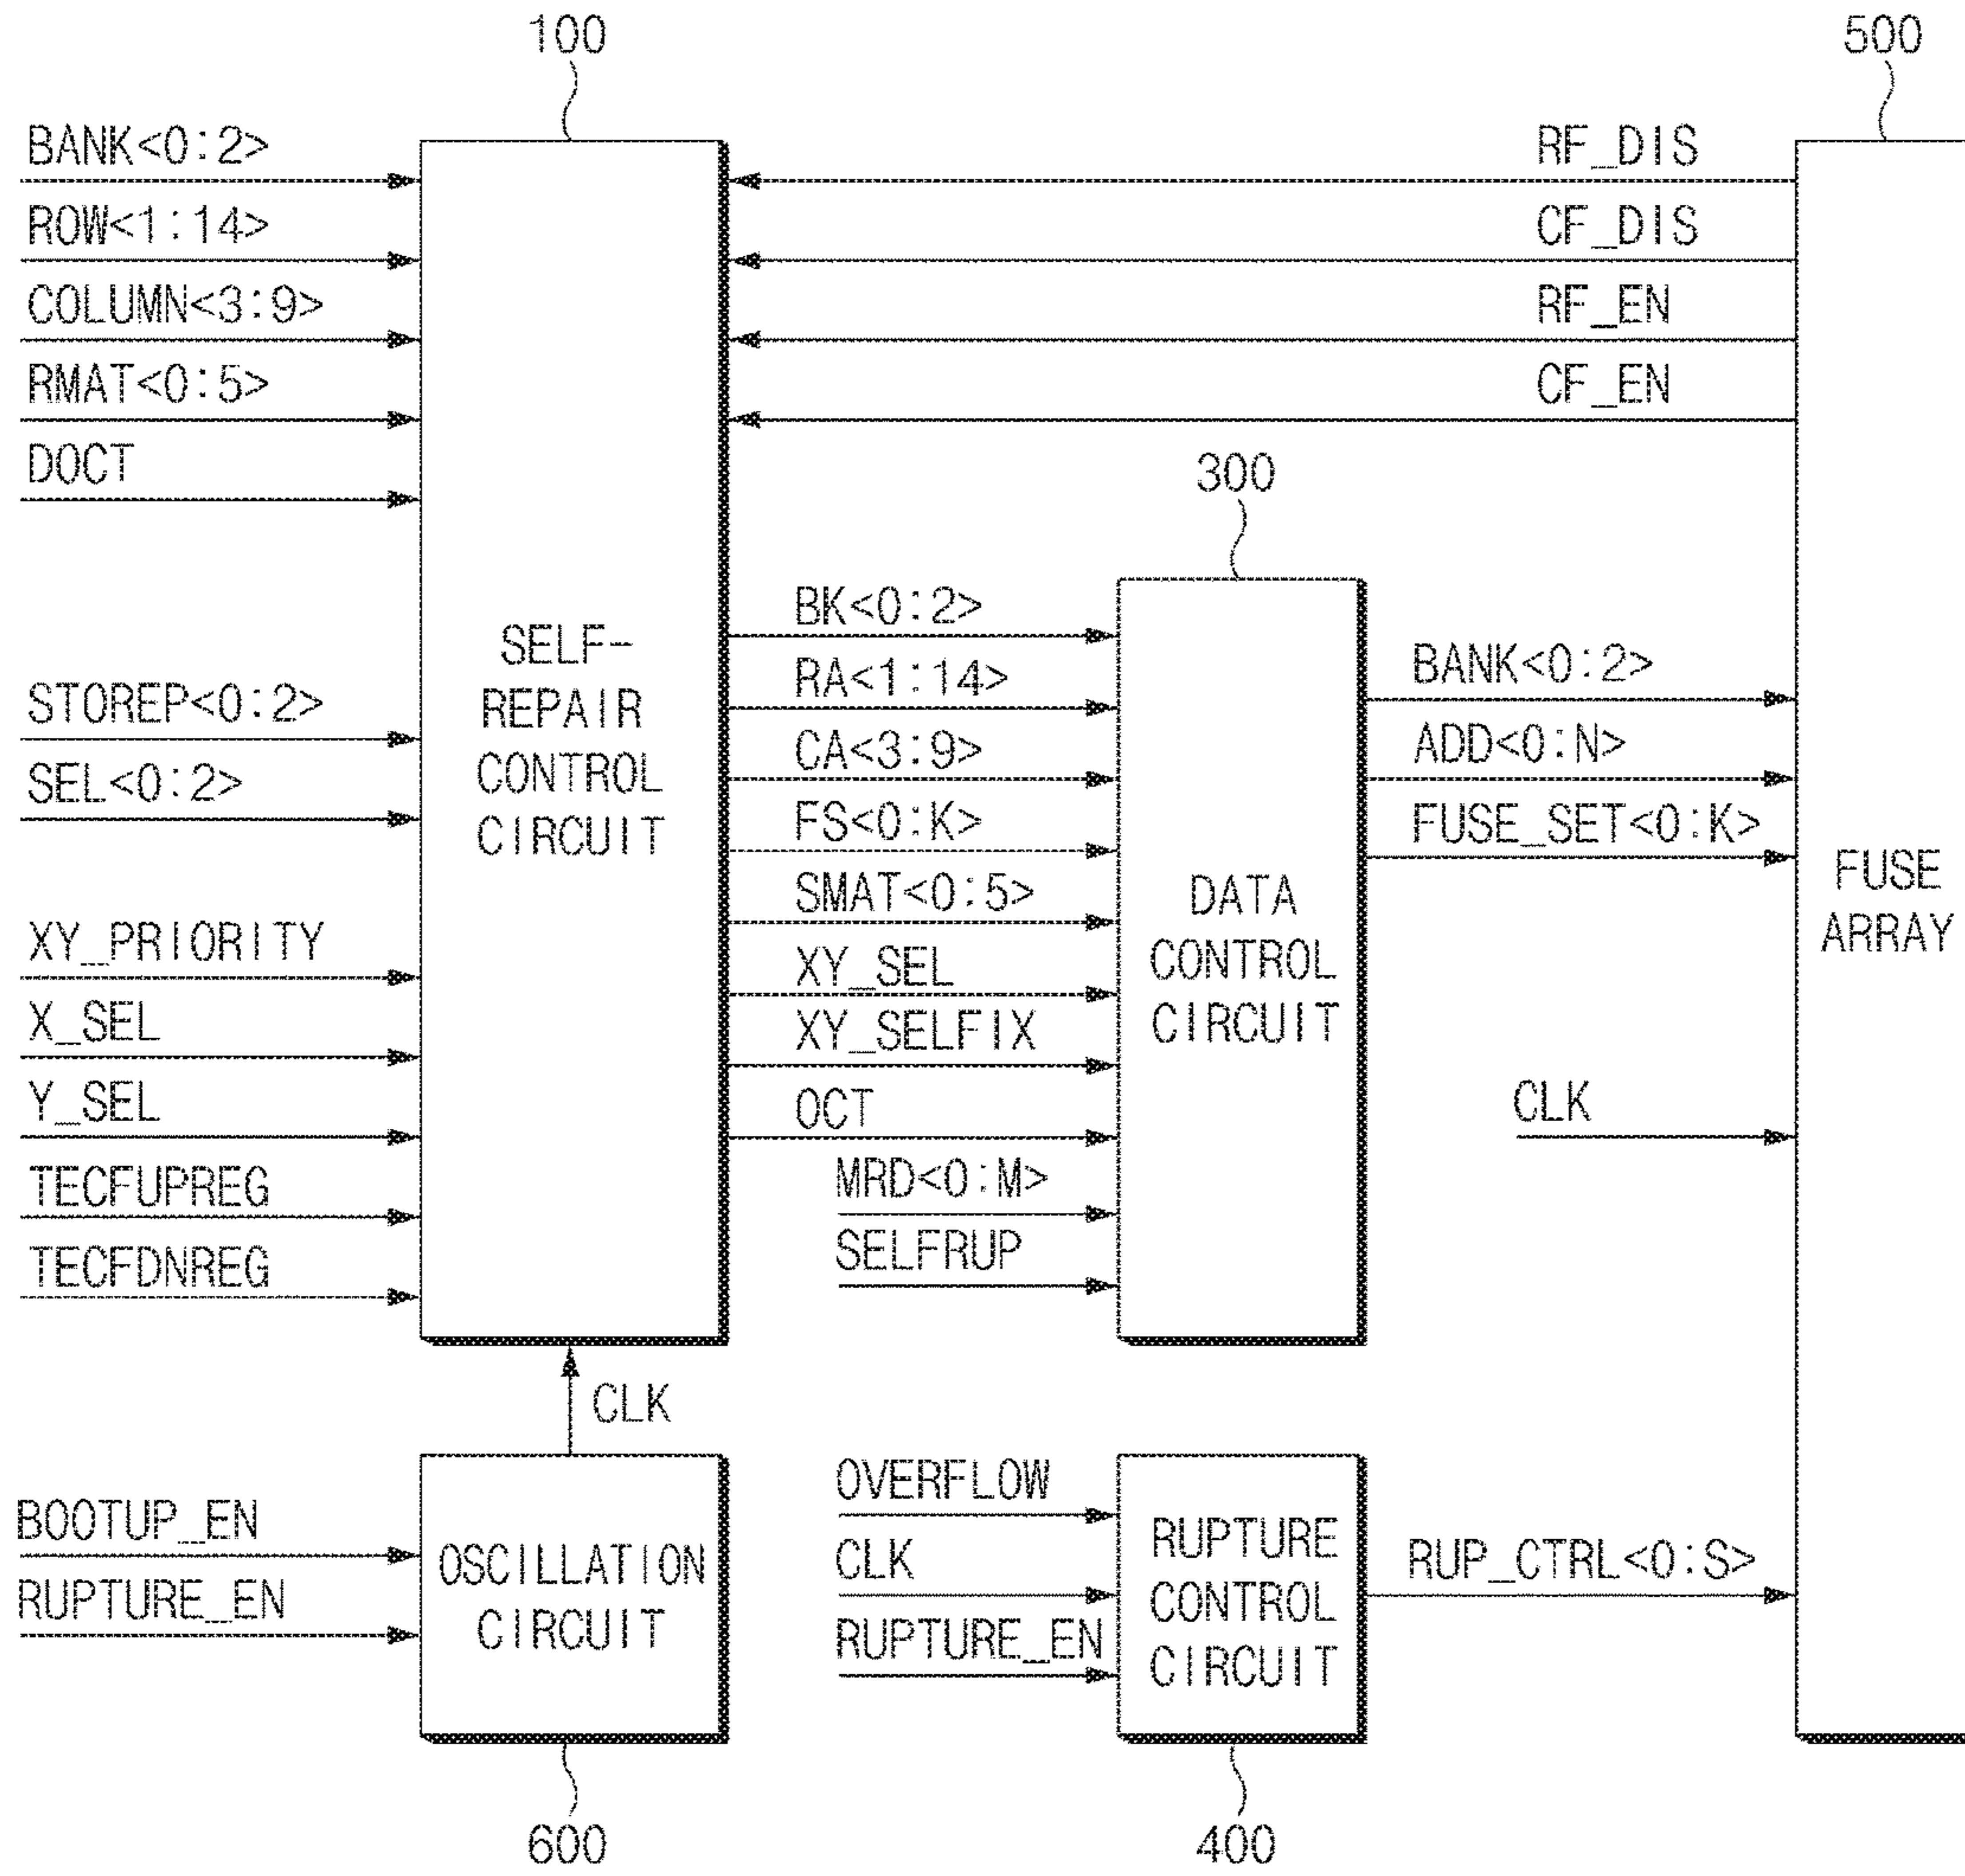 100
500
BANK<0:2>
ROW<1:14>
COLUMN<3:9>
RMAT<0:5>
DOCT
STOREP<0:2>
SEL<0:2>
XY_PRIORITY
X_SEL
Y_SEL
TECFUPREG
TECFDNREG
SELF-
REPAIR
CONTROL
CIRCUIT
RF_DIS
CF_DIS
RF_EN
CF_EN
300
BK<0:2>
RA<1:14>
CA<3:9>
FS<0:K>
SMAT<0:5>
XY_SEL
XY_SELFIX
OCT
MRD<0:M>
SELFRUP
DATA
CONTROL
CIRCUIT
BANK<0:2>
ADD<0:N>
FUSE_SET<0:K>
CLK
FUSE
ARRAY
CLK
BOOTUP_EN
RUPTURE_EN
OSCILLATION
CIRCUIT
OVERFLOW
CLK
RUPTURE_EN
RUPTURE
CONTROL
CIRCUIT
RUP_CTRL<0:S>
600
400